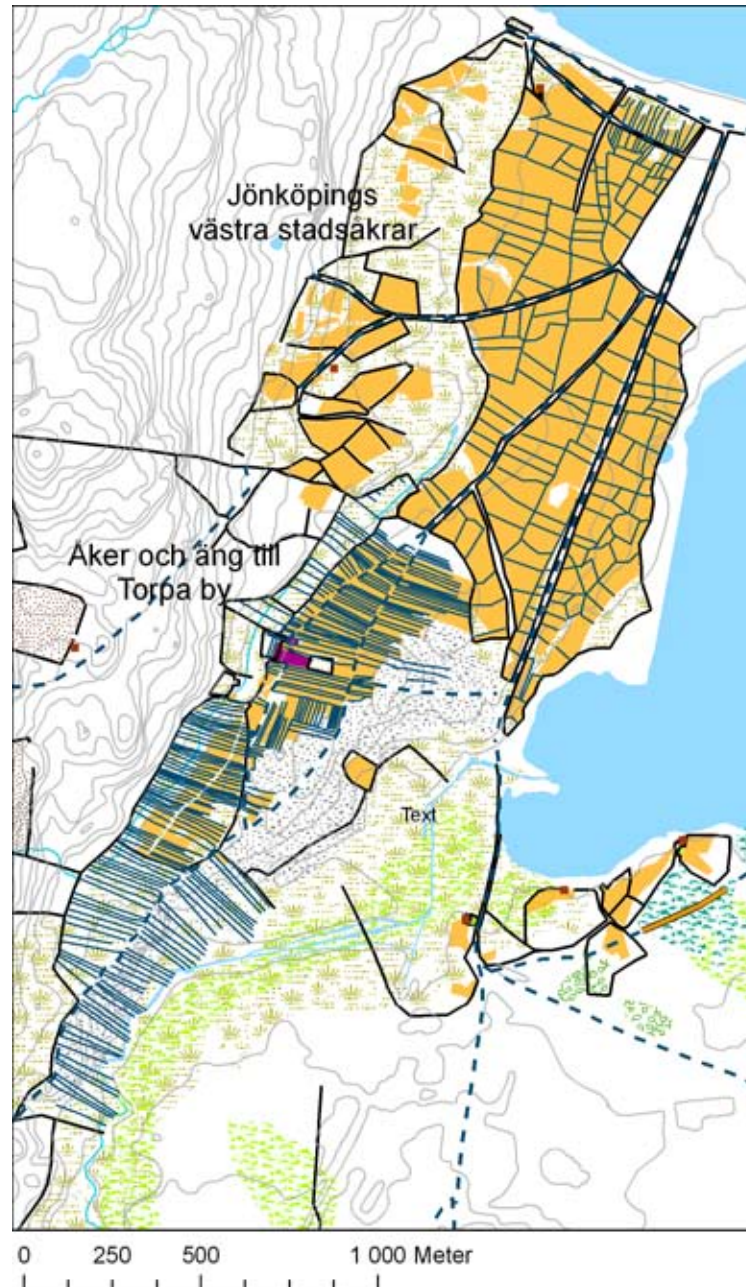 Jönköpings
västra stadsåkrar
Åker och äng till
Torpa by
Text
0 250 500 1 000 Meter